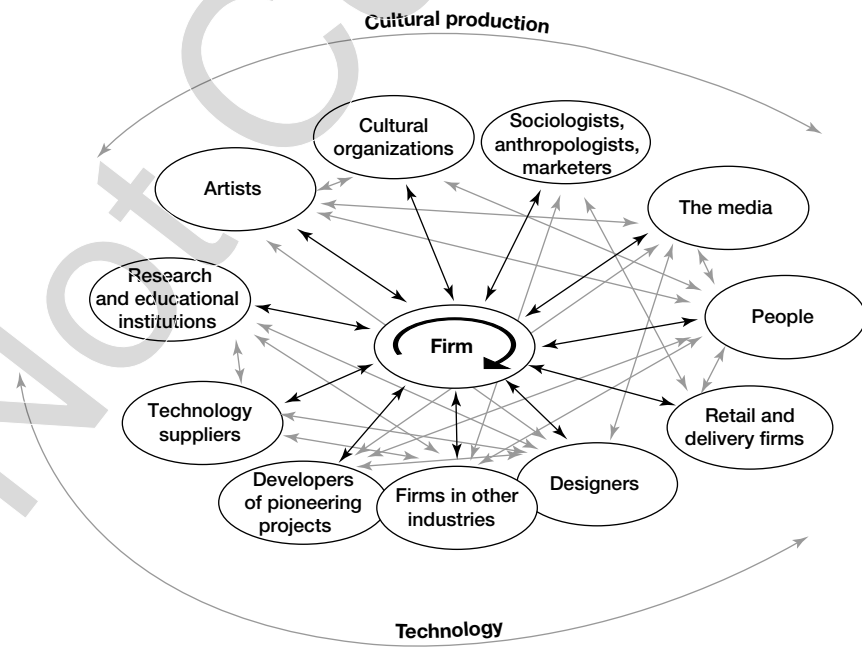 Cultural production
Cultural
organizations
Sociologists,
anthropologists,
marketers
Artists
The media
Research
and educational
institutions
People
Firm
Technology
suppliers
Retail and
delivery firms
Developers
of pioneering
projects
Firms in other
industries
Designers
Technology
Not C